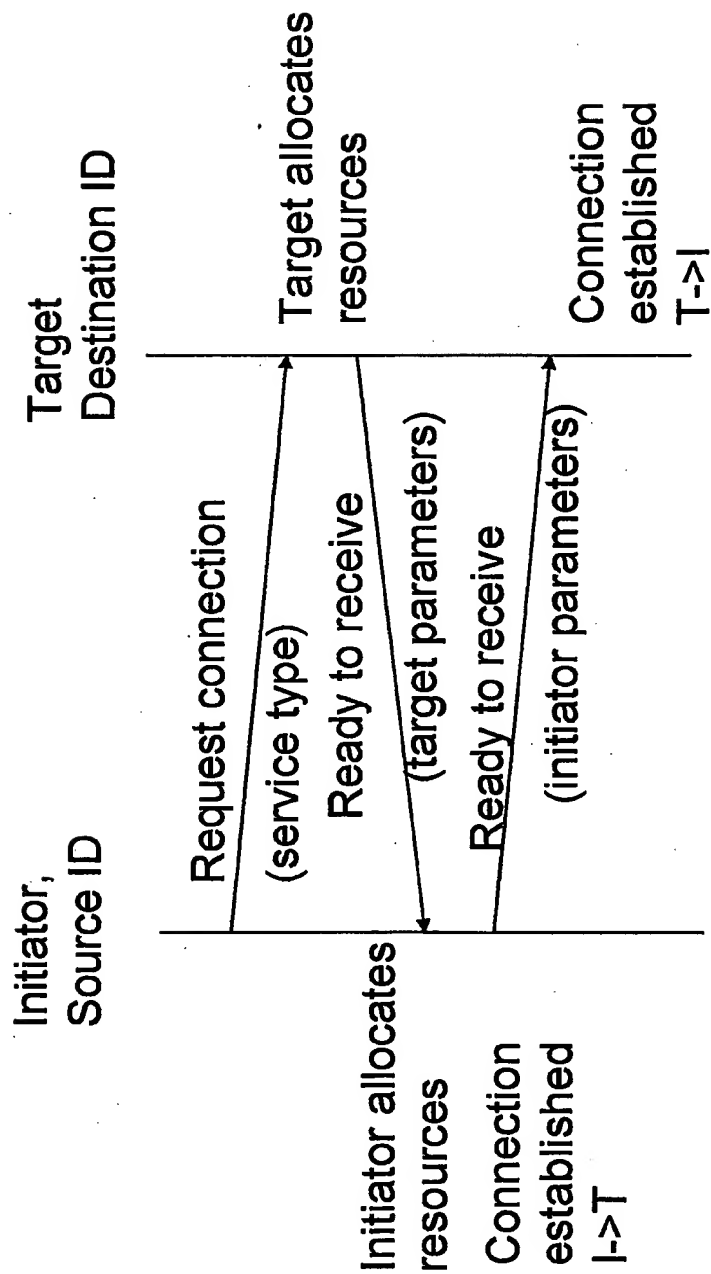 Initiator,
Source ID
Target
Destination ID
Request connection
(service type)
Target allocates
resources
Ready to receive
(target parameters)
Initiator allocates
resources
Ready to receive
(initiator parameters)
Connection
established
I->T
Connection
established
T->I